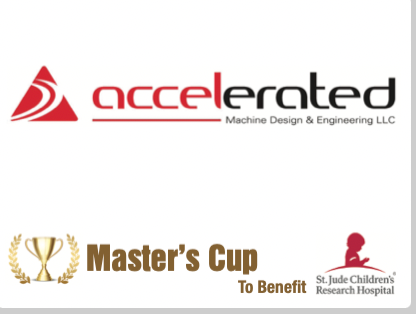 accelerated
Machine Design & Engineering LLC
Master's Cup
To Benefit
St. Jude Children's
Research Hospital